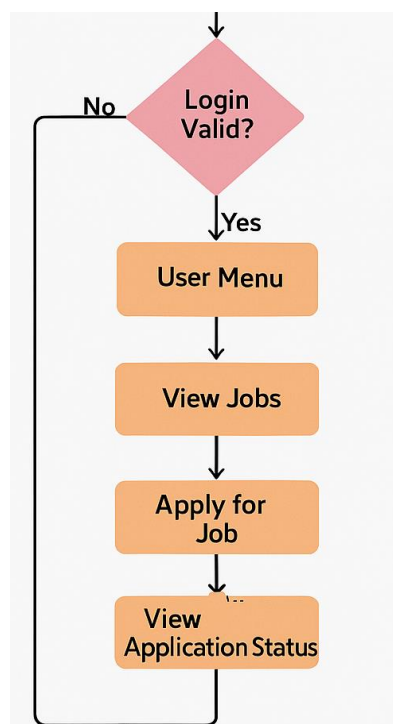 Login
Valid?
No
Yes
User Menu
View Jobs
Apply for
Job
View
Application Status